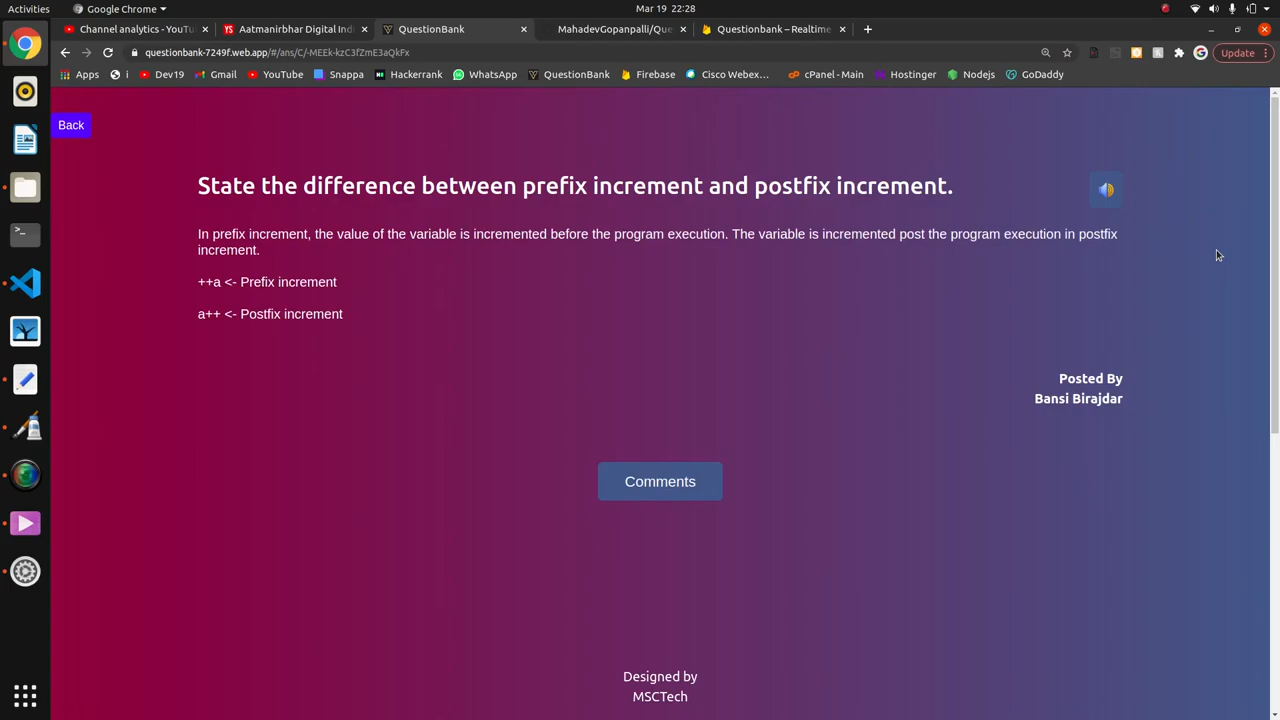 Activities
Google Chrome
Mar 19 22:28
Channel analytics - YouTu
Aatmanirbhar Digital Indi
QuestionBank
MahadevGopanpalli/Que
Questionbank – Realtime
questionbank-7249f.web.app/#/ans/C/-MEEk-kzC3fZmE3aQkFx
Update
Apps
i
Dev19
Gmail
YouTube
Snappa
Hackerrank
WhatsApp
QuestionBank
Firebase
Cisco Webex...
cPanel - Main
Hostinger
Nodejs
GoDaddy
Back
State the difference between prefix increment and postfix increment.
In prefix increment, the value of the variable is incremented before the program execution. The variable is incremented post the program execution in postfix
increment.
++a <- Prefix increment
a++ <- Postfix increment
Posted By
Bansi Birajdar
Comments
Designed by
MSCTech